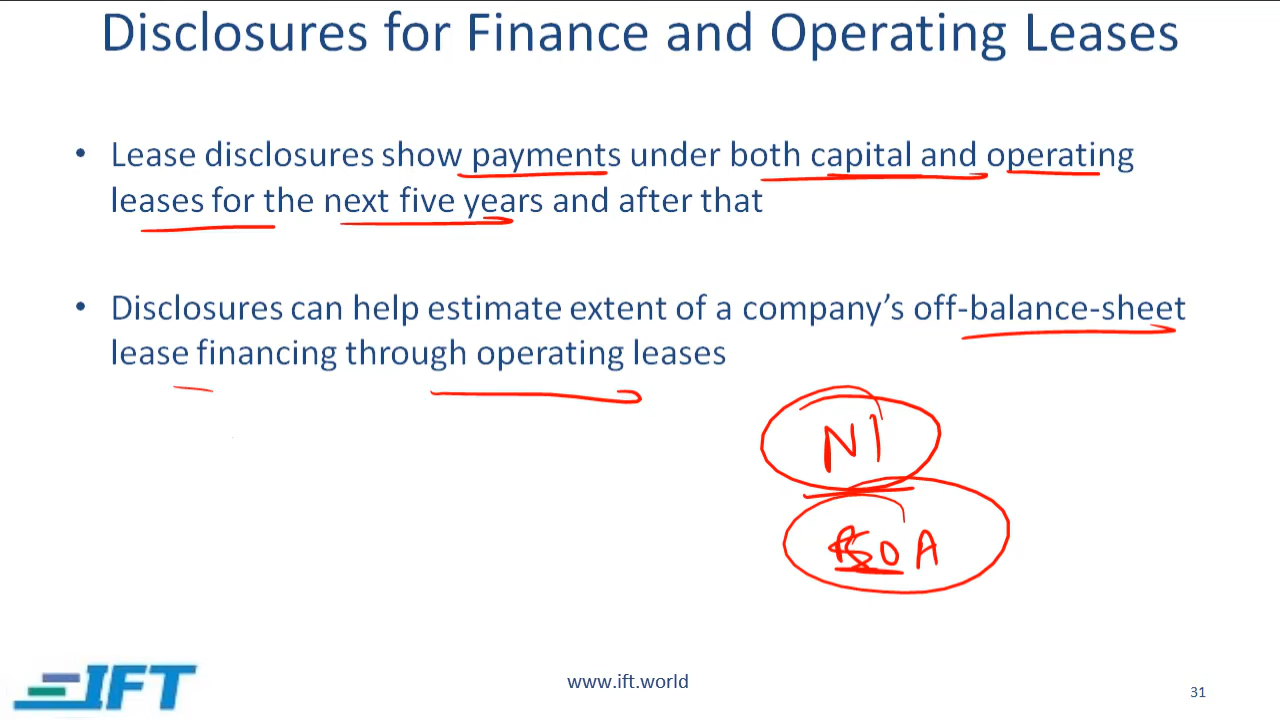 Disclosures for Finance and Operating Leases
• Lease disclosures show payments under both capital and operating
leases for the next five years and after that
• Disclosures can help estimate extent of a company's off-balance-sheet
lease financing through operating leases
NI
A
IFT
www.ift.world
31